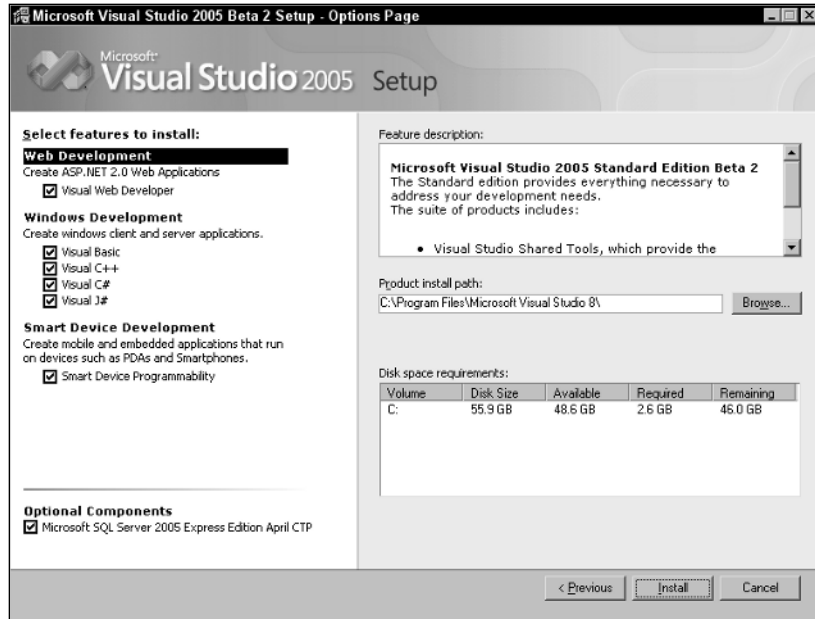 Microsoft Visual Studio 2005 Beta 2 Setup - Options Page
Microsoft
Visual Studio 2005 Setup
Select features to install:
Web Development
Create ASP.NET 2.0 Web Applications
Visual Web Developer
Windows Development
Create windows client and server applications.
Visual Basic
Visual C++
Visual C#
Visual J#
Smart Device Development
Create mobile and embedded applications that run
on devices such as PDAs and Smartphones.
Smart Device Programmability
Optional Components
Microsoft SQL Server 2005 Express Edition April CTP
Feature description:
Microsoft Visual Studio 2005 Standard Edition Beta 2
The Standard edition provides everything necessary to
address your development needs.
The suite of products includes:
• Visual Studio Shared Tools, which provide the
Product install path:
C:\Program Files\Microsoft Visual Studio 8\
Browse...
Disk space requirements:
Volume Disk Size Available Required Remaining
C: 55.9 GB 48.6 GB 2.6 GB 46.0 GB
< Previous Install Cancel